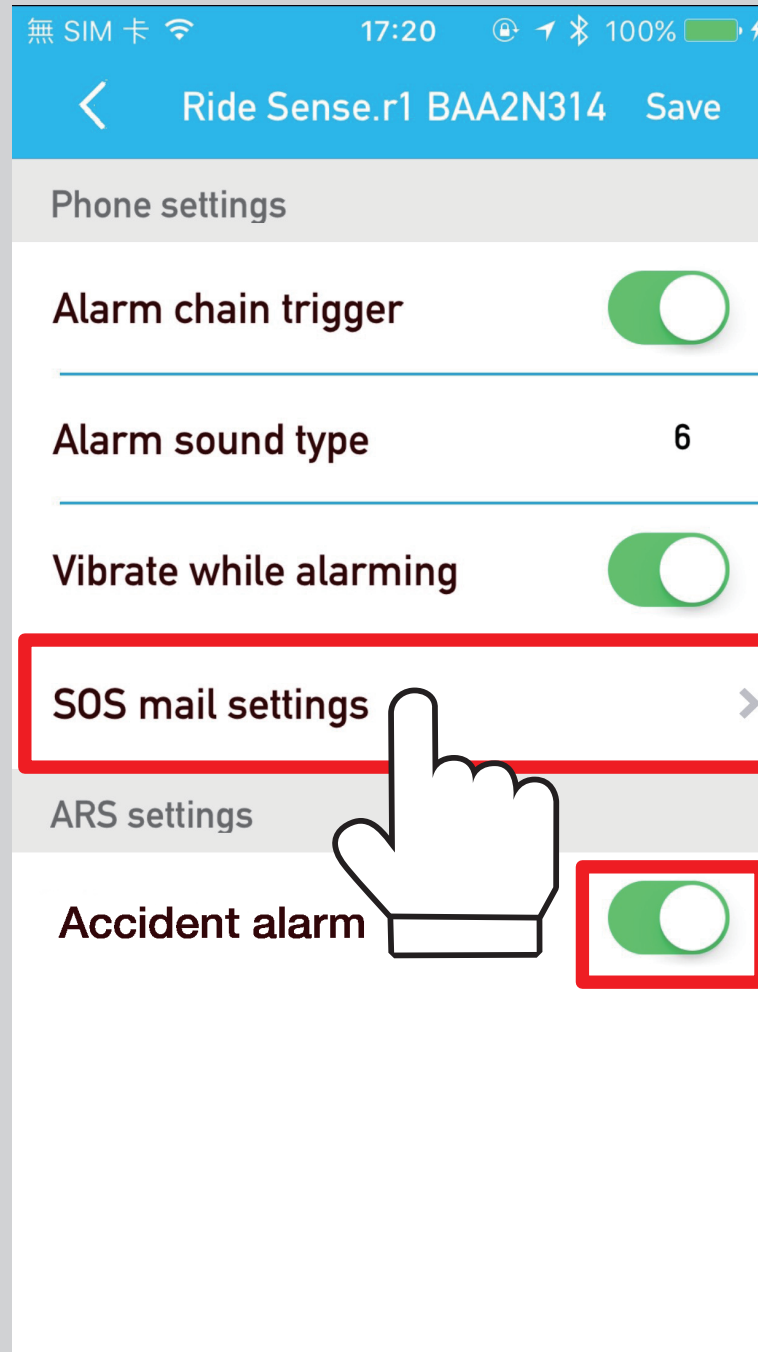 無 SIM 卡 17:20 100%
Ride Sense.r1 BAA2N314 Save
Phone settings
Alarm chain trigger
Alarm sound type 6
Vibrate while alarming
SOS mail settings
ARS settings
Accident alarm